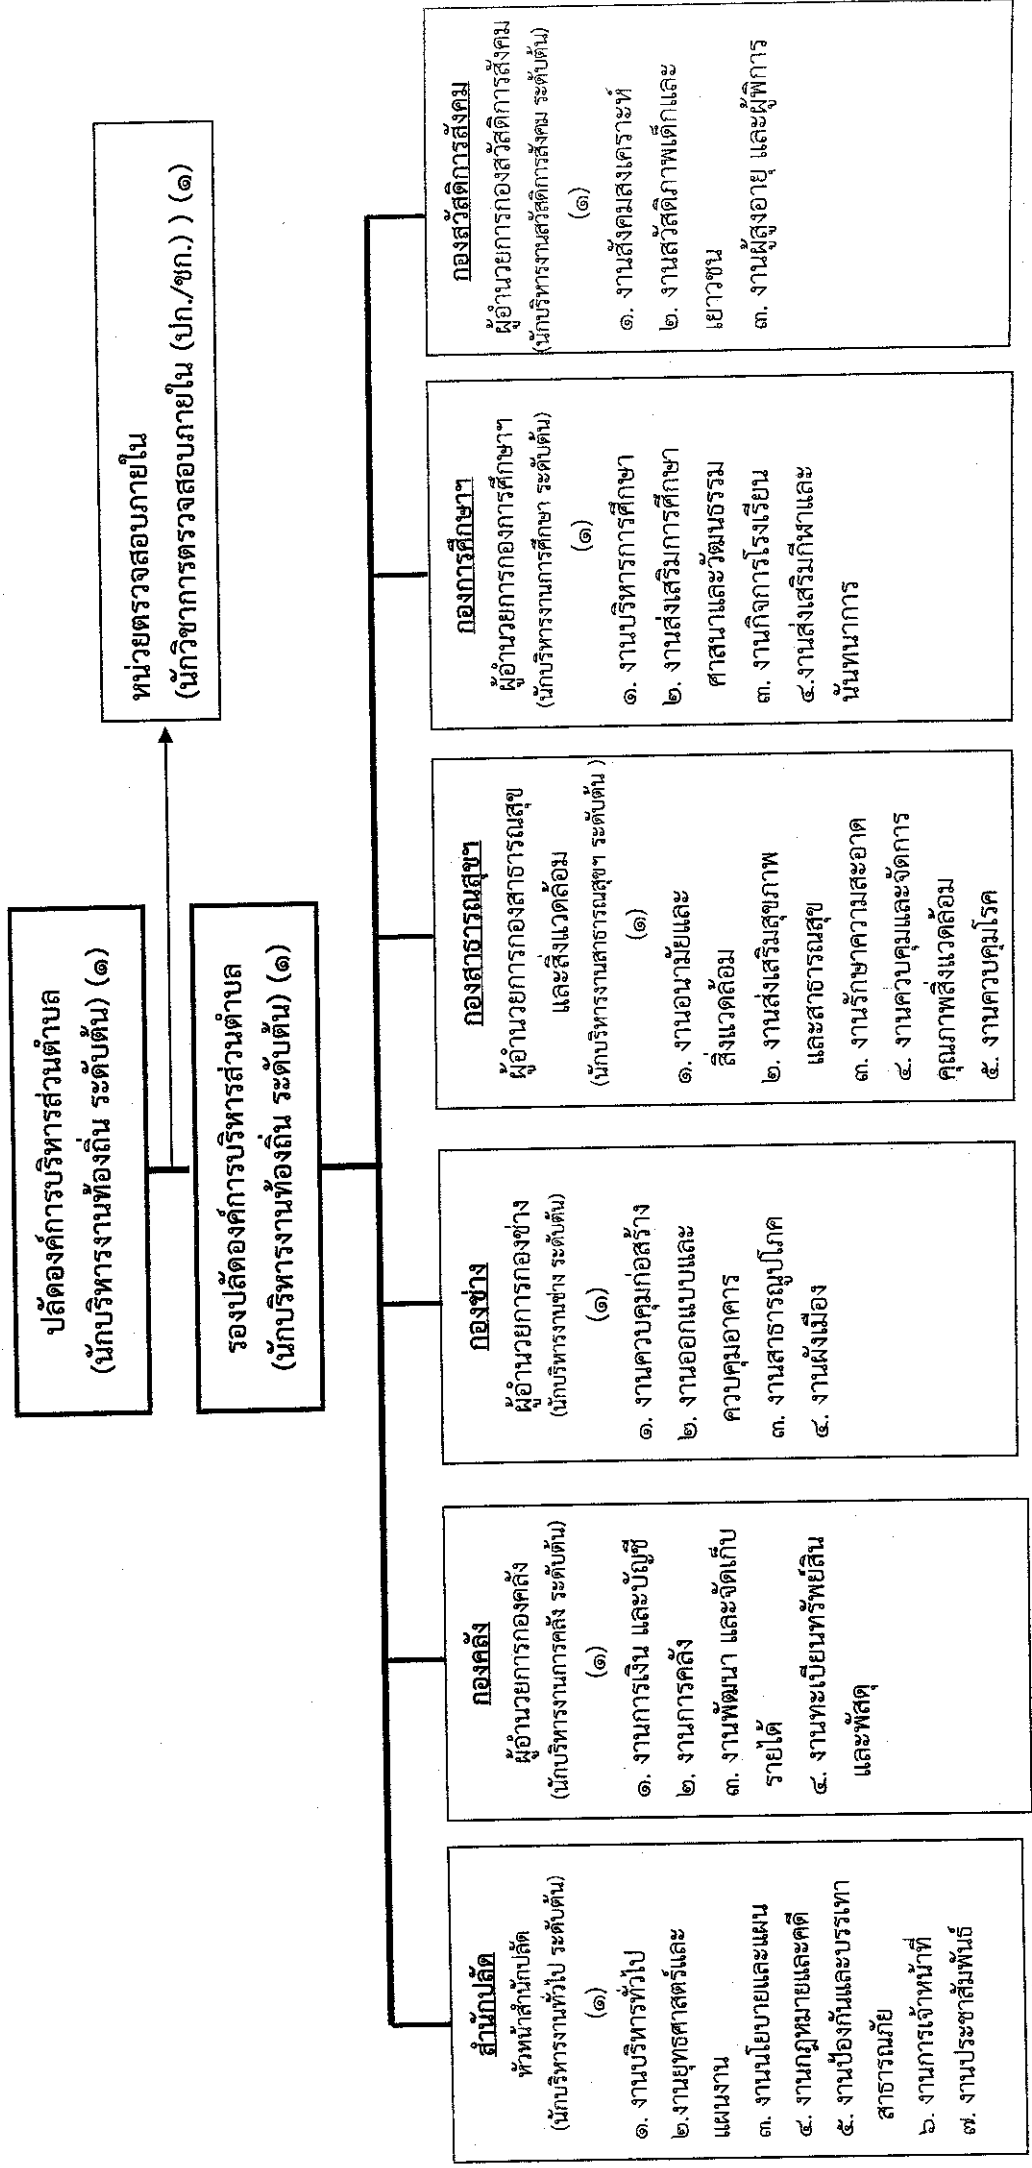 ปลัดองค์การบริหารส่วนตำบล
(นักบริหารงานท้องถิ่น ระดับต้น) (๑)
หน่วยตรวจสอบภายใน
(นักวิชาการตรวจสอบภายใน (ปก./ชก.) ) (๑)
รองปลัดองค์การบริหารส่วนตำบล
(นักบริหารงานท้องถิ่น ระดับต้น) (๑)
สำนักปลัด
หัวหน้าสำนักปลัด
(นักบริหารงานทั่วไป ระดับต้น)
(๑)
๑. งานบริหารทั่วไป
๒.งานยุทธศาสตร์และ
แผนงาน
๓. งานนโยบายและแผน
๔. งานกฎหมายและคดี
๕. งานป้องกันและบรรเทา
สาธารณภัย
๖. งานการเจ้าหน้าที่
๗. งานประชาสัมพันธ์
กองคลัง
ผู้อำนวยการกองคลัง
(นักบริหารงานการคลัง ระดับต้น)
(๑)
๑. งานการเงิน และบัญชี
๒. งานการคลัง
๓. งานพัฒนา และจัดเก็บ
รายได้
๔. งานทะเบียนทรัพย์สิน
และพัสดุ
กองช่าง
ผู้อำนวยการกองช่าง
(นักบริหารงานช่าง ระดับต้น)
(๑)
๑. งานควบคุมก่อสร้าง
๒. งานออกแบบและ
ควบคุมอาคาร
๓. งานสาธารณูปโภค
๔. งานผังเมือง
กองสาธารณสุขฯ
ผู้อำนวยการกองสาธารณสุข
และสิ่งแวดล้อม
(นักบริหารงานสาธารณสุขฯ ระดับต้น )
(๑)
๑. งานอนามัยและ
สิ่งแวดล้อม
๒. งานส่งเสริมสุขภาพ
และสาธารณสุข
๓. งานรักษาความสะอาด
๔. งานควบคุมและจัดการ
คุณภาพสิ่งแวดล้อม
๕. งานควบคุมโรค
กองการศึกษาฯ
ผู้อำนวยการกองการศึกษาฯ
(นักบริหารงานการศึกษา ระดับต้น)
(๑)
๑. งานบริหารการศึกษา
๒. งานส่งเสริมการศึกษา
ศาสนาและวัฒนธรรม
๓. งานกิจการโรงเรียน
๔.งานส่งเสริมกีฬาและ
นันทนาการ
กองสวัสดิการสังคม
ผู้อำนวยการกองสวัสดิการสังคม
(นักบริหารงานสวัสดิการสังคม ระดับต้น)
(๑)
๑. งานสังคมสงเคราะห์
๒. งานสวัสดิภาพเด็กและ
เยาวชน
๓. งานผู้สูงอายุ และผู้พิการ